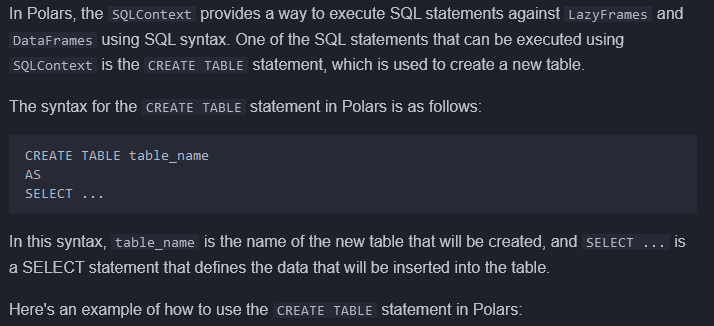 In Polars, the SQLContext provides a way to execute SQL statements against LazyFrames and
DataFrames using SQL syntax. One of the SQL statements that can be executed using
SQLContext is the CREATE TABLE statement, which is used to create a new table.
The syntax for the CREATE TABLE statement in Polars is as follows:
CREATE TABLE table_name
AS
SELECT ...
In this syntax, table_name is the name of the new table that will be created, and SELECT ... is
a SELECT statement that defines the data that will be inserted into the table.
Here's an example of how to use the CREATE TABLE statement in Polars: